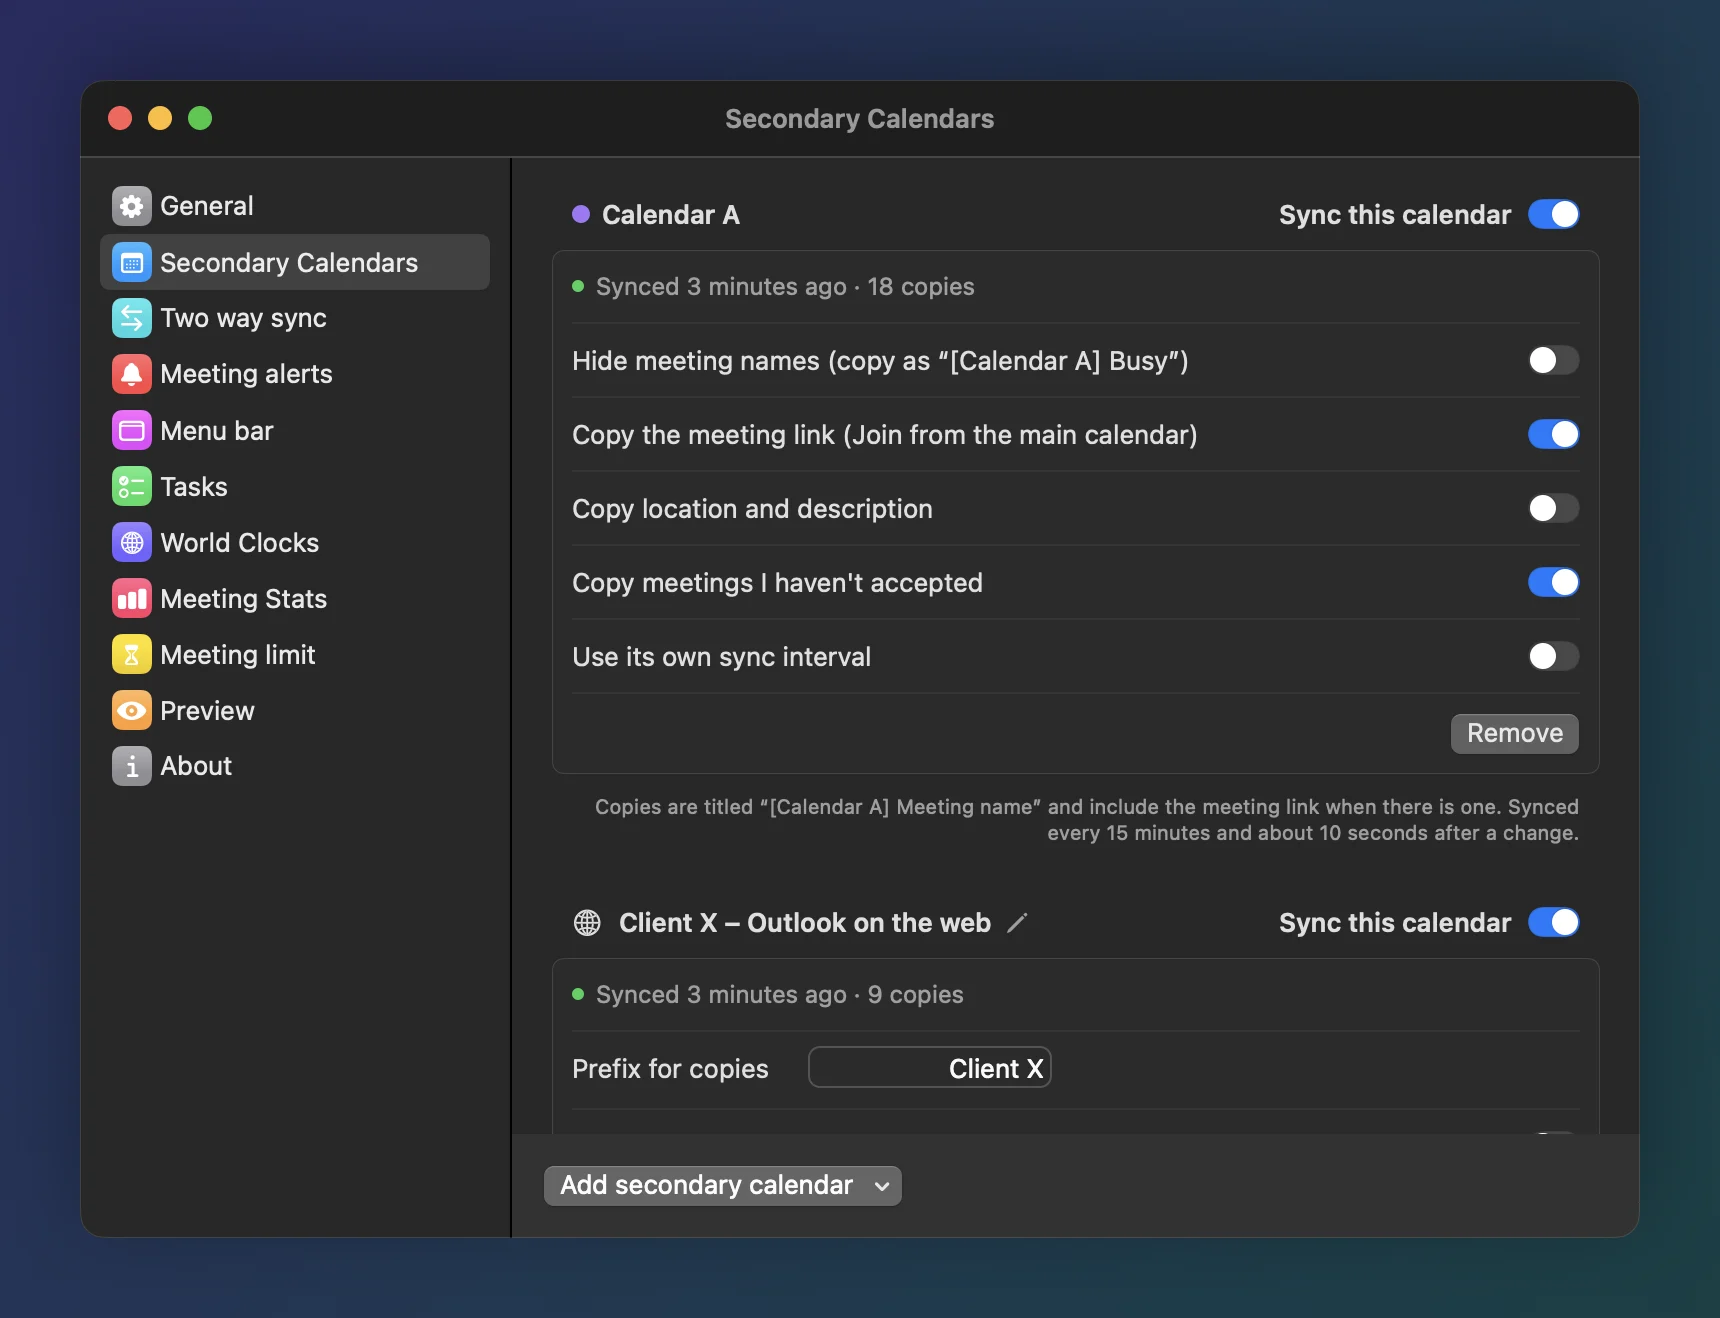 Secondary Calendars
General
Secondary Calendars
Two way sync
Meeting alerts
Menu bar
Tasks
World Clocks
Meeting Stats
Meeting limit
Preview
About
Calendar A
Sync this calendar
Synced 3 minutes ago · 18 copies
Hide meeting names (copy as “[Calendar A] Busy”)
Copy the meeting link (Join from the main calendar)
Copy location and description
Copy meetings I haven't accepted
Use its own sync interval
Remove
Copies are titled “[Calendar A] Meeting name” and include the meeting link when there is one. Synced
every 15 minutes and about 10 seconds after a change.
Client X – Outlook on the web
Sync this calendar
Synced 3 minutes ago · 9 copies
Prefix for copies
Client X
Add secondary calendar